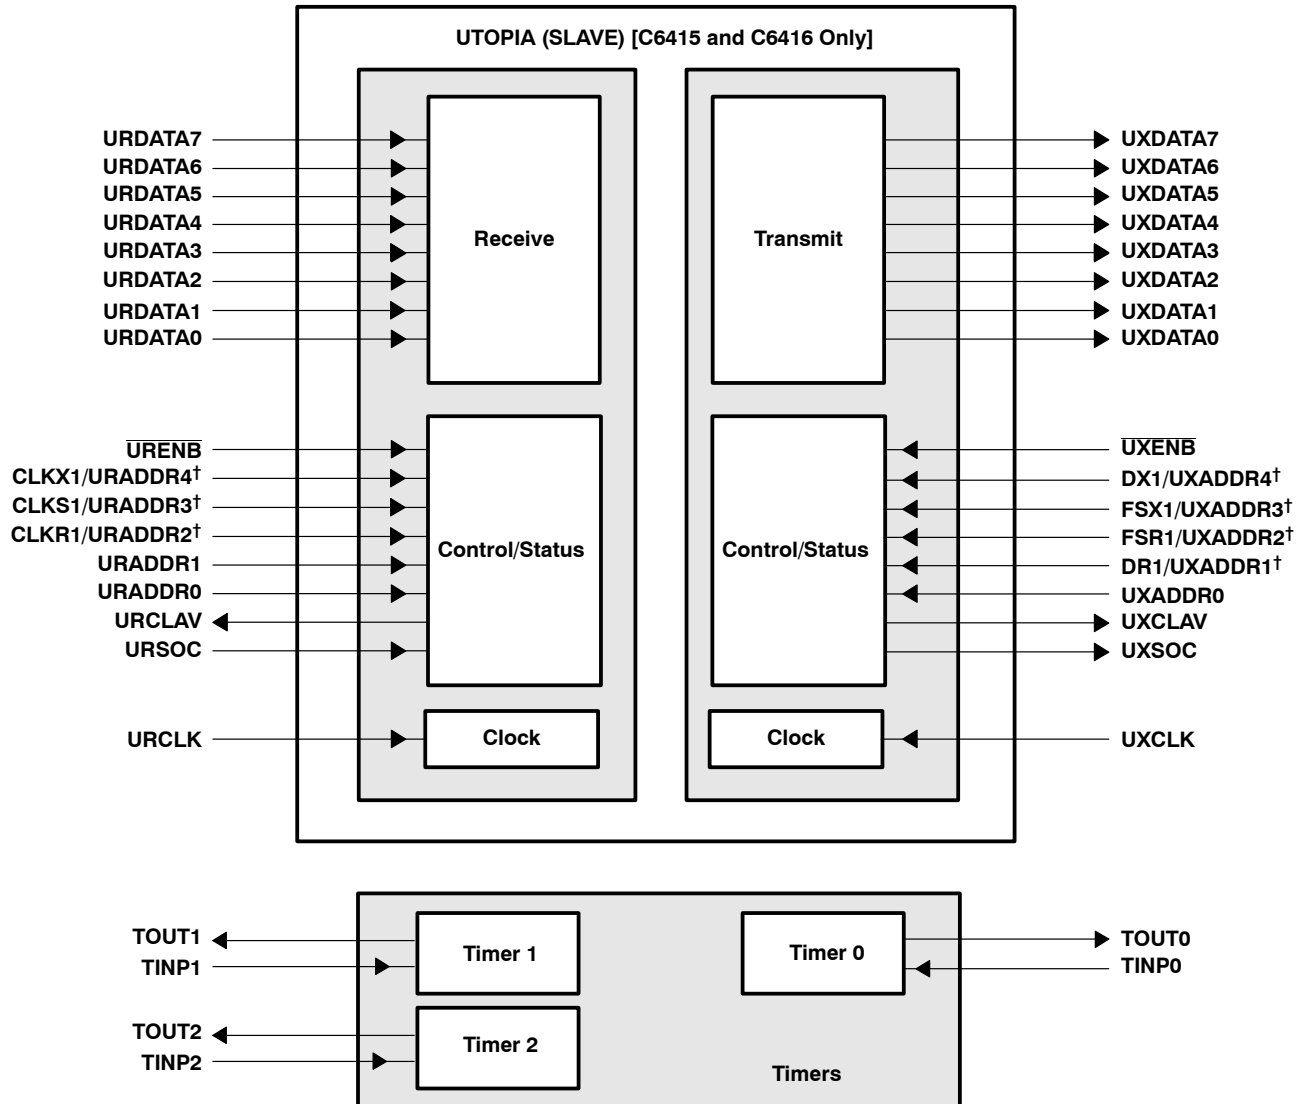 UTOPIA (SLAVE) [C6415 and C6416 Only]
URDATA7
URDATA6
URDATA5
URDATA4
URDATA3
URDATA2
URDATA1
URDATA0
Receive
Transmit
UXDATA7
UXDATA6
UXDATA5
UXDATA4
UXDATA3
UXDATA2
UXDATA1
UXDATA0
URENB
CLKX1/URADDR4†
CLKS1/URADDR3†
CLKR1/URADDR2†
URADDR1
URADDR0
URCLAV
URSOC
Control/Status
Control/Status
UXENB
DX1/UXADDR4†
FSX1/UXADDR3†
FSR1/UXADDR2†
DR1/UXADDR1†
UXADDR0
UXCLAV
UXSOC
URCLK
Clock
Clock
UXCLK
TOUT1
TINP1
Timer 1
Timer 0
TOUT0
TINP0
TOUT2
TINP2
Timer 2
Timers